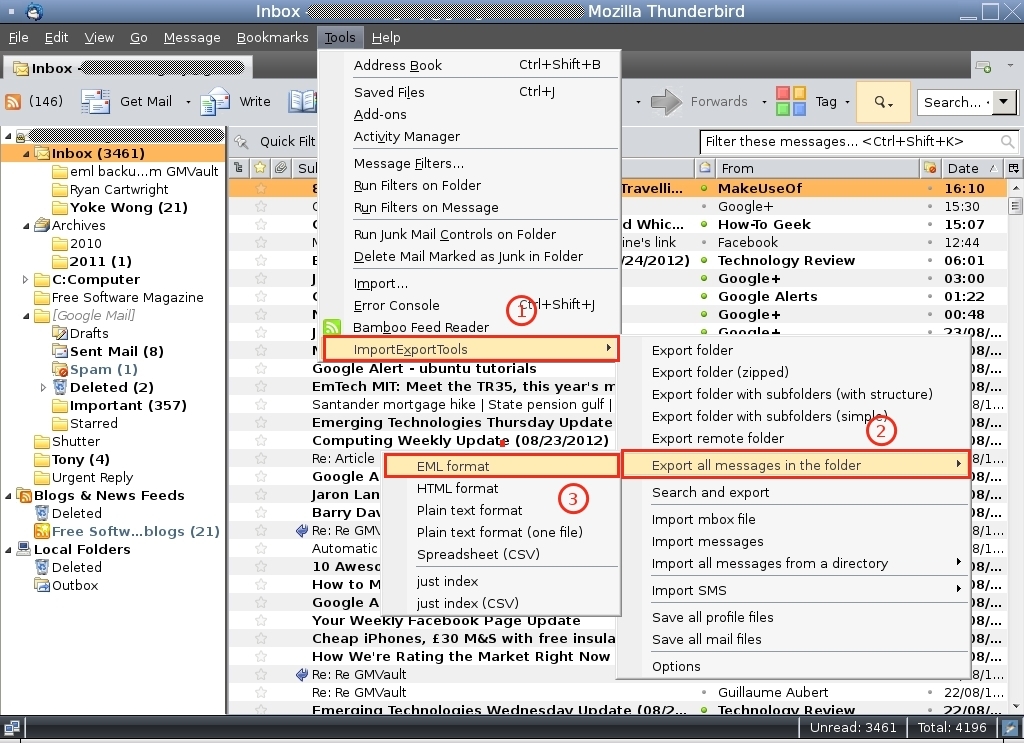 Inbox - Mozilla Thunderbird
File Edit View Go Message Bookmarks Tools Help
Inbox -
(146) Get Mail Write Forwards Tag Search...
Quick Filt Filter these messages... <Ctrl+Shift+K>
Inbox (3461)
eml backu...m GMVault
Ryan Cartwright
Yoke Wong (21)
Archives
2010
2011 (1)
C:Computer
Free Software Magazine
[Google Mail]
Drafts
Sent Mail (8)
Spam (1)
Deleted (2)
Important (357)
Starred
Shutter
Tony (4)
Urgent Reply
Blogs & News Feeds
Deleted
Free Softw...blogs (21)
Local Folders
Deleted
Outbox
Address Book Ctrl+Shift+B
Saved Files Ctrl+J
Add-ons
Activity Manager
Message Filters...
Run Filters on Folder
Run Filters on Message
Run Junk Mail Controls on Folder
Delete Mail Marked as Junk in Folder
Import...
Error Console Ctrl+Shift+J
1
Bamboo Feed Reader
ImportExportTools
Export folder
Export folder (zipped)
Export folder with subfolders (with structure)
Export folder with subfolders (simple)
2
Export remote folder
Export all messages in the folder
Search and export
Import mbox file
Import messages
Import all messages from a directory
Import SMS
Save all profile files
Save all mail files
Options
EML format
HTML format
3
Plain text format
Plain text format (one file)
Spreadsheet (CSV)
just index
just index (CSV)
Sul From Date
Travelli... MakeUseOf 16:10
Google+ 15:30
d Whic... How-To Geek 15:07
ine's link Facebook 12:44
/24/2012) Technology Review 06:01
Google+ 03:00
Google Alerts 01:22
Google+ 00:48
Google+ 23/08/...
Google Alert - ubuntu tutorials
EmTech MIT: Meet the TR35, this year's m
Santander mortgage hike | State pension gulf |
Emerging Technologies Thursday Update
Computing Weekly Update (08/23/2012)
Re: Article
Google A
Jaron Lan
Barry Dav
Re: Re GMV
Automatic
10 Aweso
How to M
Google A
Your Weekly Facebook Page Update
Cheap iPhones, £30 M&S with free insula
How We're Rating the Market Right Now
Re: Re GMVault
Re: Re GMVault Guillaume Aubert 22/08/1...
Emerging Technologies Wednesday Update (08/2... Technology Review 22/08/...
Unread: 3461 Total: 4196